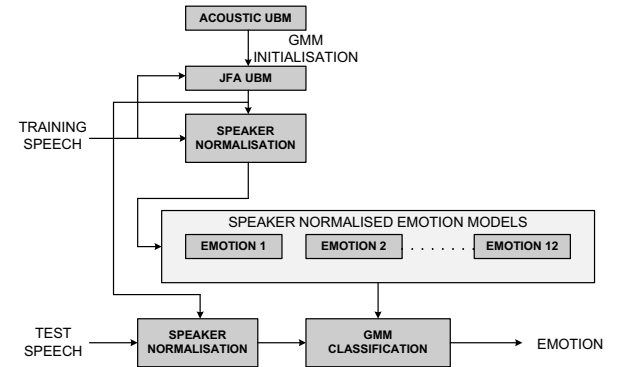 ACOUSTIC UBM
GMM
INITIALISATION
JFA UBM
TRAINING
SPEECH
SPEAKER
NORMALISATION
SPEAKER NORMALISED EMOTION MODELS
EMOTION 1
EMOTION 2
. . . . . . .
EMOTION 12
TEST
SPEECH
SPEAKER
NORMALISATION
GMM
CLASSIFICATION
EMOTION